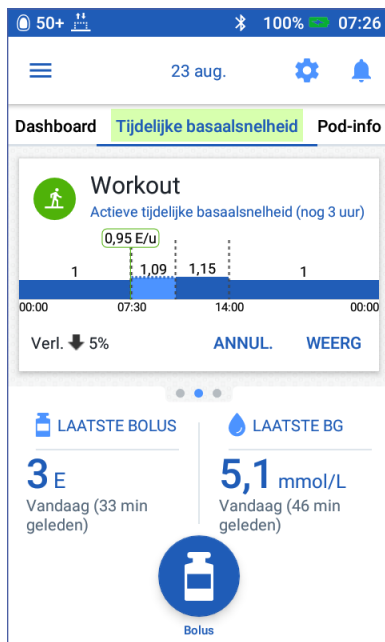 50+ 100% 07:26
23 aug.
Dashboard Tijdelijke basaalsnelheid Pod-info
Workout
Actieve tijdelijke basaalsnelheid (nog 3 uur)
0,95 E/u
1 1,09 1,15 1
00:00 07:30 14:00 00:00
Verl. 5% ANNUL. WEERG
LAATSTE BOLUS
3 E
Vandaag (33 min
geleden)
LAATSTE BG
5,1 mmol/L
Vandaag (46 min
geleden)
Bolus